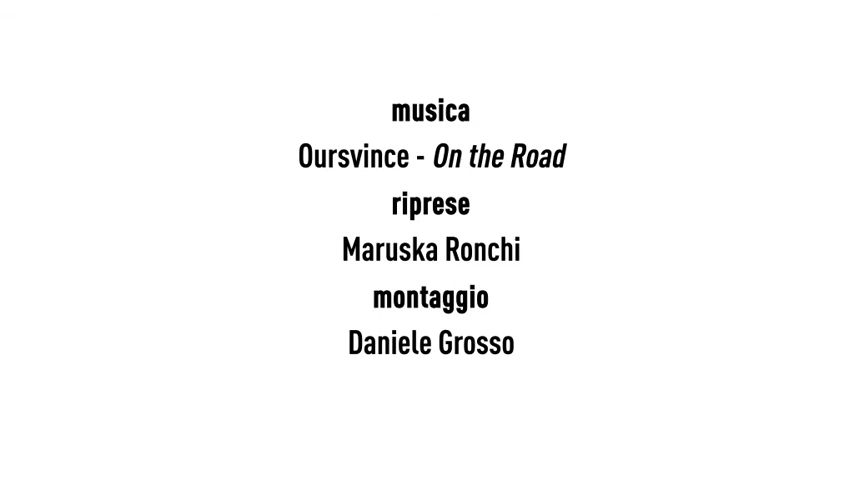 musica
Oursvince - On the Road
riprese
Maruska Ronchi
montaggio
Daniele Grosso